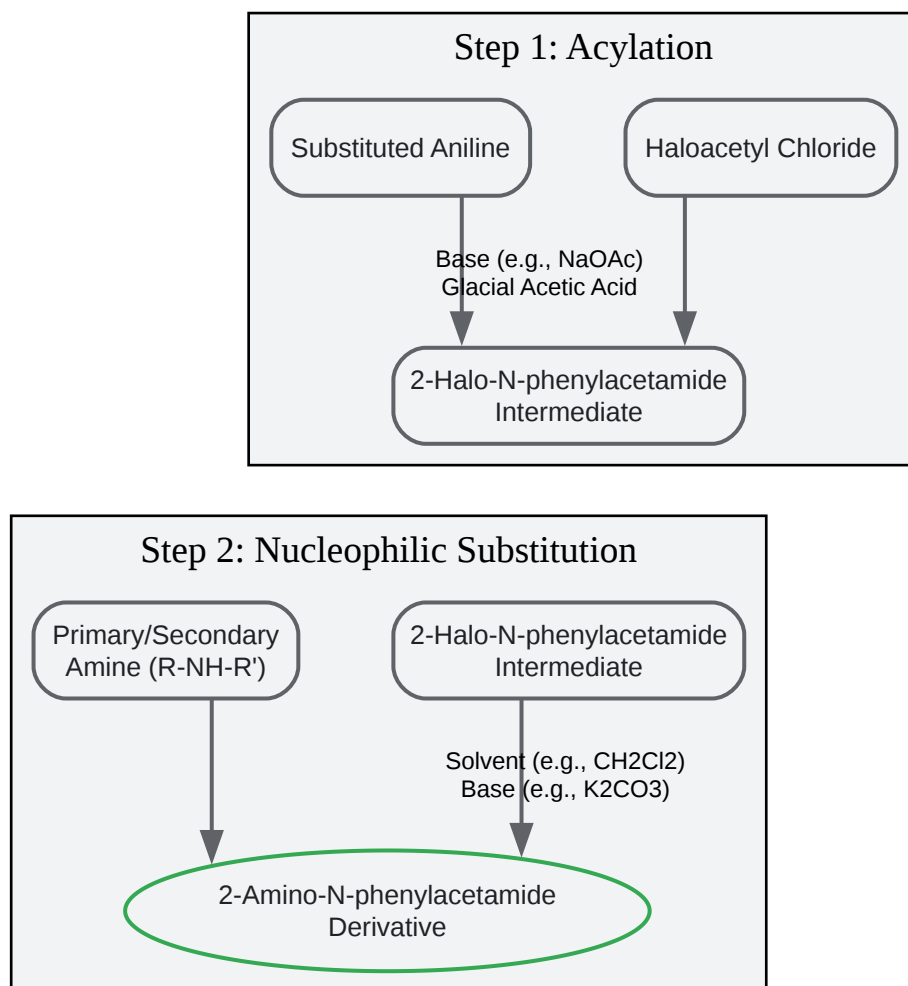 Step 1: Acylation
Substituted Aniline
Haloacetyl Chloride
Base (e.g., NaOAc)
Glacial Acetic Acid
2-Halo-N-phenylacetamide
Intermediate
Step 2: Nucleophilic Substitution
Primary/Secondary
Amine (R-NH-R')
2-Halo-N-phenylacetamide
Intermediate
Solvent (e.g., CH2Cl2)
Base (e.g., K2CO3)
2-Amino-N-phenylacetamide
Derivative